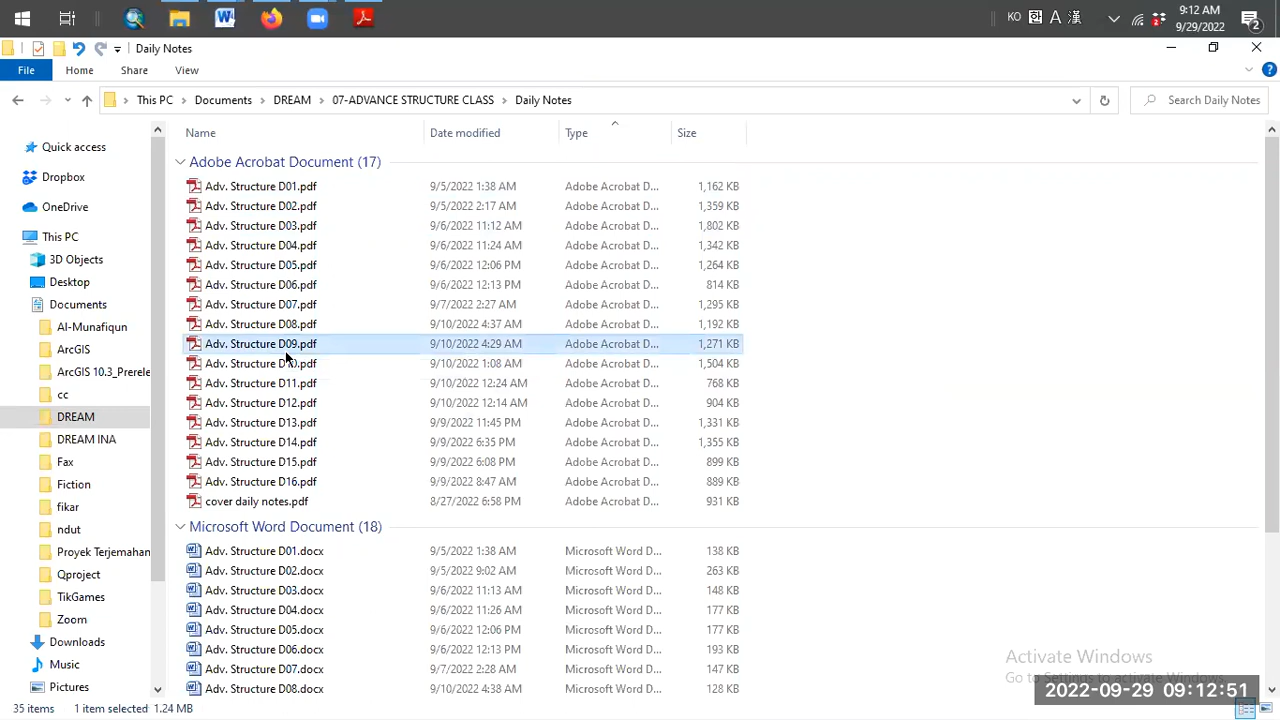 KO 한 A 漢 9:12 AM
9/29/2022 2
Daily Notes
File Home Share View
This PC Documents DREAM 07-ADVANCE STRUCTURE CLASS Daily Notes Search Daily Notes
Name Date modified Type Size
Quick access
Dropbox
OneDrive
This PC
3D Objects
Desktop
Documents
Al-Munafiqun
ArcGIS
ArcGIS 10.3_Prerele
cc
DREAM
DREAM INA
Fax
Fiction
fikar
ndut
Proyek Terjemahan
Qproject
TikGames
Zoom
Downloads
Music
Pictures
Adobe Acrobat Document (17)
Adv. Structure D01.pdf 9/5/2022 1:38 AM Adobe Acrobat D... 1,162 KB
Adv. Structure D02.pdf 9/5/2022 2:17 AM Adobe Acrobat D... 1,359 KB
Adv. Structure D03.pdf 9/6/2022 11:12 AM Adobe Acrobat D... 1,802 KB
Adv. Structure D04.pdf 9/6/2022 11:24 AM Adobe Acrobat D... 1,342 KB
Adv. Structure D05.pdf 9/6/2022 12:06 PM Adobe Acrobat D... 1,264 KB
Adv. Structure D06.pdf 9/6/2022 12:13 PM Adobe Acrobat D... 814 KB
Adv. Structure D07.pdf 9/7/2022 2:27 AM Adobe Acrobat D... 1,295 KB
Adv. Structure D08.pdf 9/10/2022 4:37 AM Adobe Acrobat D... 1,192 KB
Adv. Structure D09.pdf 9/10/2022 4:29 AM Adobe Acrobat D... 1,271 KB
Adv. Structure D10.pdf 9/10/2022 1:08 AM Adobe Acrobat D... 1,504 KB
Adv. Structure D11.pdf 9/10/2022 12:24 AM Adobe Acrobat D... 768 KB
Adv. Structure D12.pdf 9/10/2022 12:14 AM Adobe Acrobat D... 904 KB
Adv. Structure D13.pdf 9/9/2022 11:45 PM Adobe Acrobat D... 1,331 KB
Adv. Structure D14.pdf 9/9/2022 6:35 PM Adobe Acrobat D... 1,355 KB
Adv. Structure D15.pdf 9/9/2022 6:08 PM Adobe Acrobat D... 899 KB
Adv. Structure D16.pdf 9/9/2022 8:47 AM Adobe Acrobat D... 889 KB
cover daily notes.pdf 8/27/2022 6:58 PM Adobe Acrobat D... 931 KB
Microsoft Word Document (18)
Adv. Structure D01.docx 9/5/2022 1:38 AM Microsoft Word D... 138 KB
Adv. Structure D02.docx 9/5/2022 9:02 AM Microsoft Word D... 263 KB
Adv. Structure D03.docx 9/6/2022 11:13 AM Microsoft Word D... 148 KB
Adv. Structure D04.docx 9/6/2022 11:26 AM Microsoft Word D... 177 KB
Adv. Structure D05.docx 9/6/2022 12:06 PM Microsoft Word D... 177 KB
Adv. Structure D06.docx 9/6/2022 12:13 PM Microsoft Word D... 193 KB
Adv. Structure D07.docx 9/7/2022 2:28 AM Microsoft Word D... 147 KB
Adv. Structure D08.docx 9/10/2022 4:38 AM Microsoft Word D... 128 KB
Activate Windows
Go to Settings to activate Windows.
2022-09-29 09:12:51
35 items 1 item selected 1.24 MB